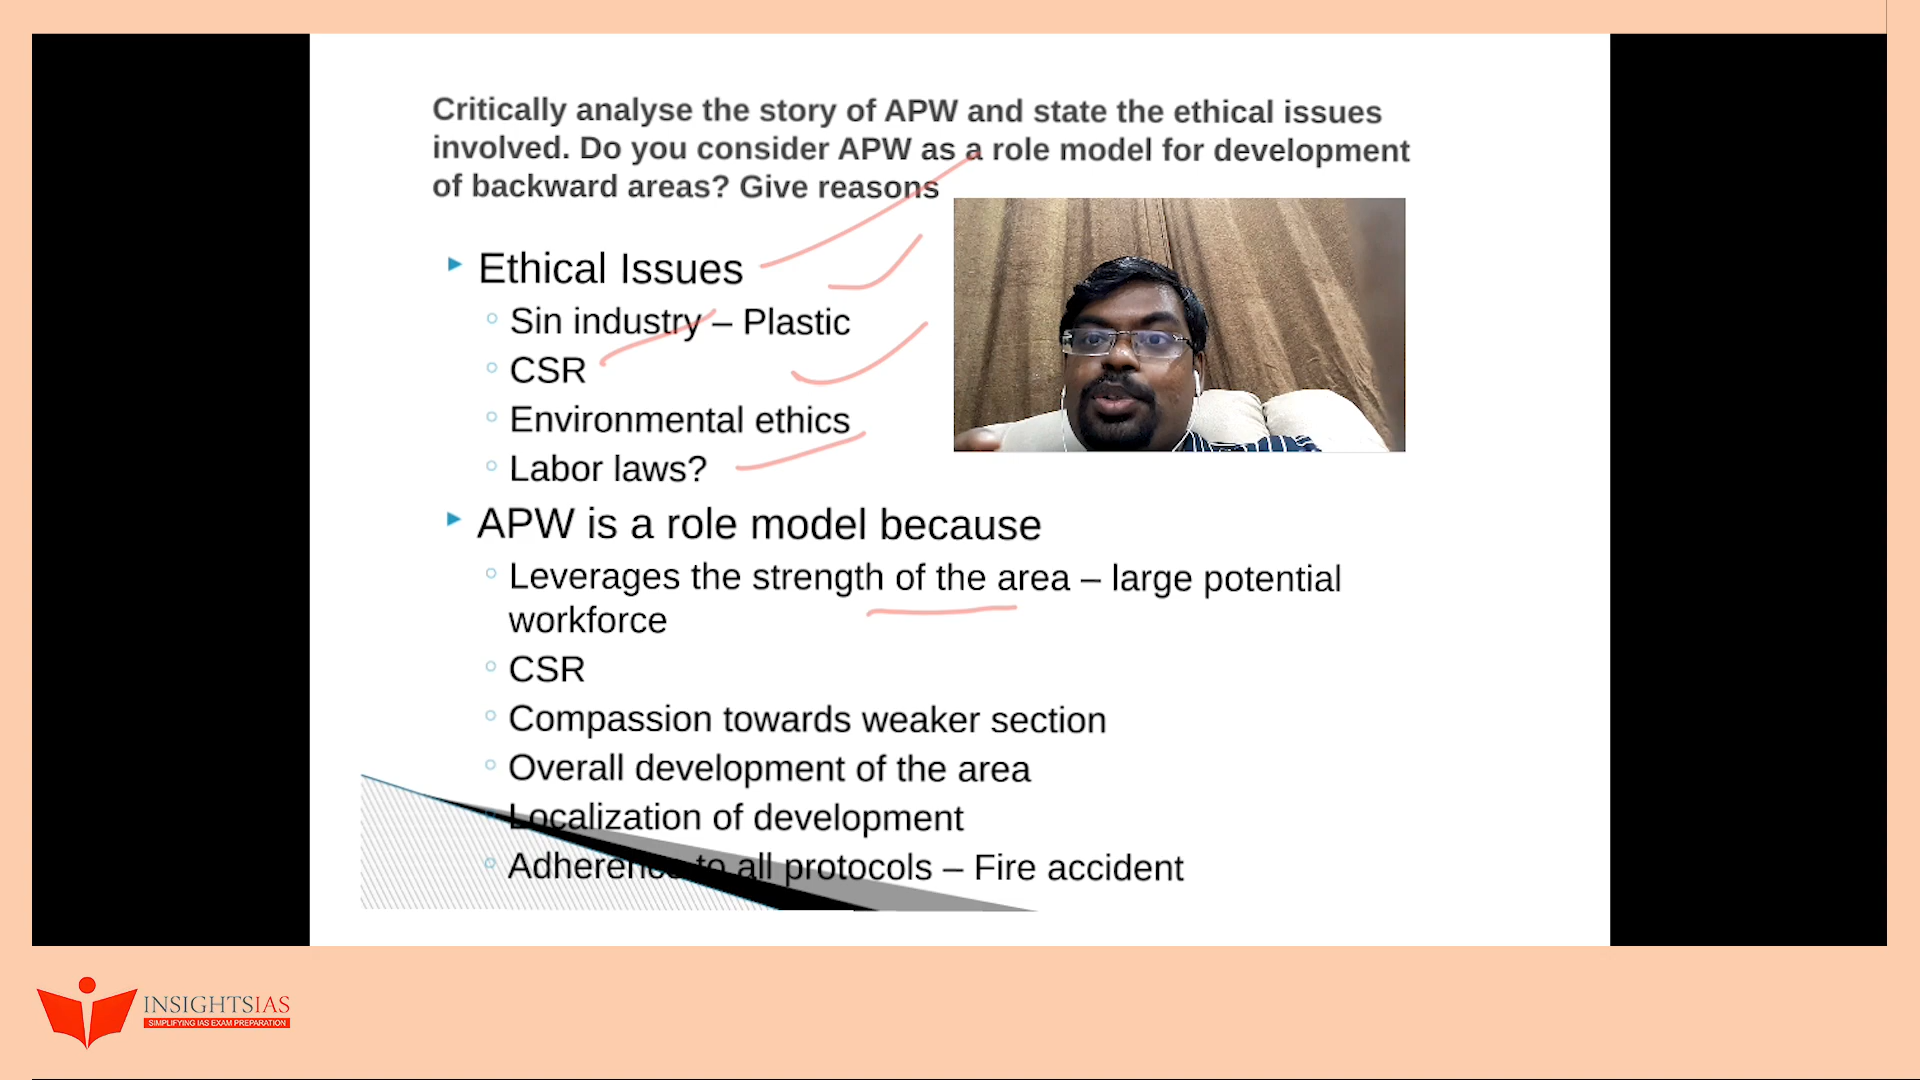 Critically analyse the story of APW and state the ethical issues
involved. Do you consider APW as a role model for development
of backward areas? Give reasons
Ethical Issues
Sin industry – Plastic
CSR
Environmental ethics
Labor laws?
APW is a role model because
Leverages the strength of the area – large potential
workforce
CSR
Compassion towards weaker section
Overall development of the area
Localization of development
Adherence to all protocols – Fire accident
INSIGHTSIAS
SIMPLIFYING IAS EXAM PREPARATION